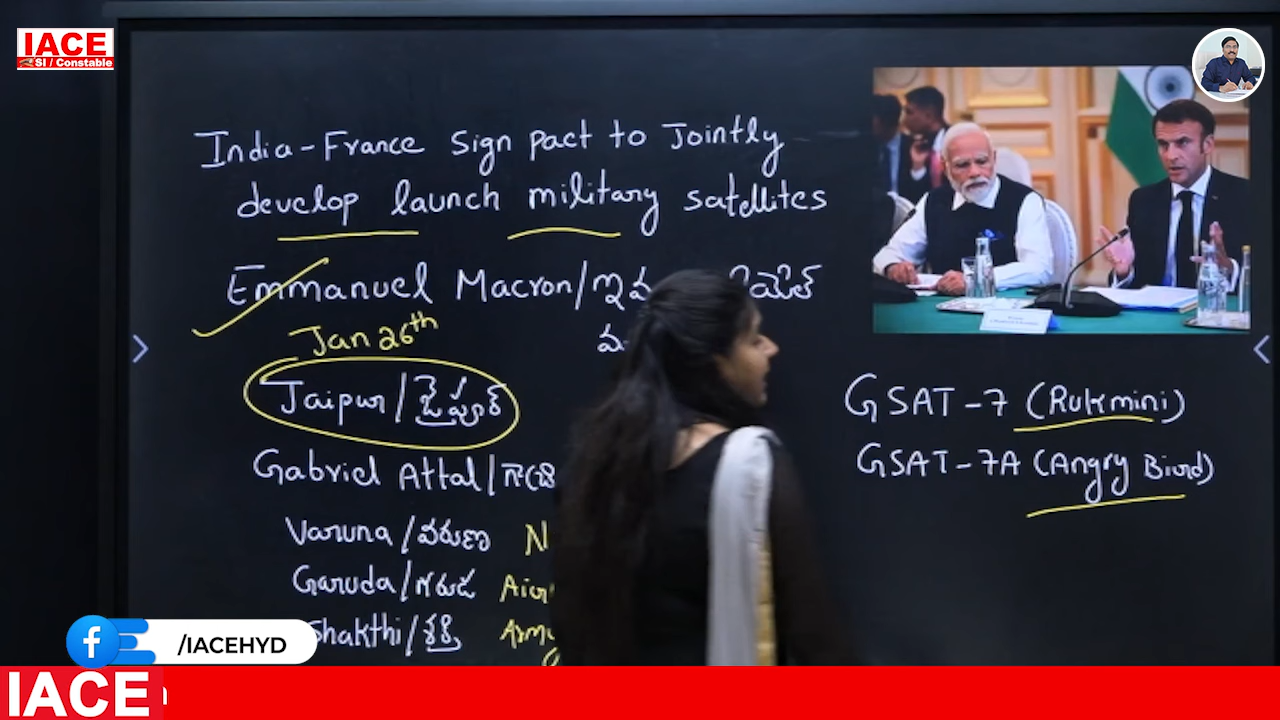 IACE
SI / Constable
India-France Sign pact to Jointly
develop launch military satellites
Emmanuel Macron/
Jan 26th
Jaipur/జైపూర్
Gabriel Attal/
Varuna/వరుణా
Garuda/గరుడ
Shakthi/శక్తి
GSAT-7 (Rukmini)
GSAT-7A (Angry Bird)
/IACEHYD
IACE